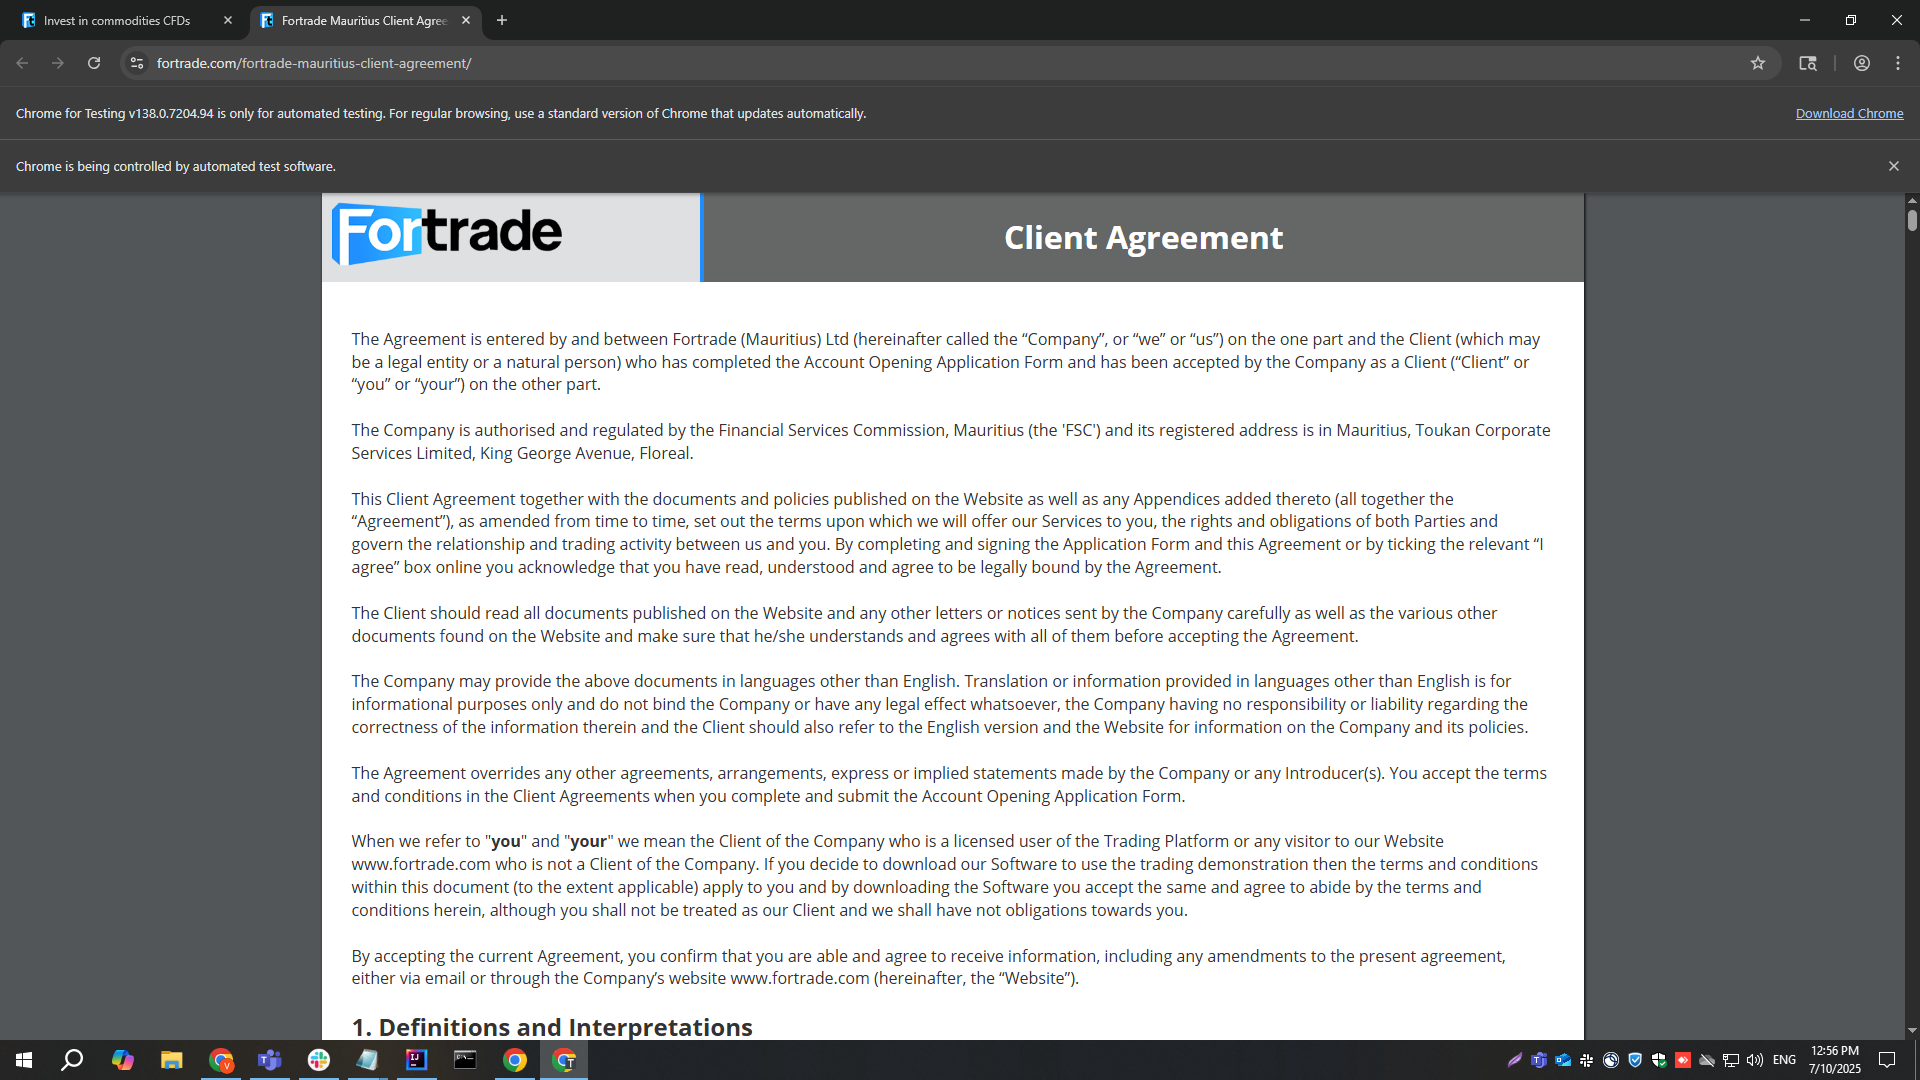 Invest in commodities CFDs
Fortrade Mauritius Client Agree
fortrade.com/fortrade-mauritius-client-agreement/
Chrome for Testing v138.0.7204.94 is only for automated testing. For regular browsing, use a standard version of Chrome that updates automatically.
Download Chrome
Chrome is being controlled by automated test software.
Fortrade
Client Agreement
The Agreement is entered by and between Fortrade (Mauritius) Ltd (hereinafter called the “Company”, or “we” or “us”) on the one part and the Client (which may
be a legal entity or a natural person) who has completed the Account Opening Application Form and has been accepted by the Company as a Client (“Client” or
“you” or “your”) on the other part.
The Company is authorised and regulated by the Financial Services Commission, Mauritius (the 'FSC') and its registered address is in Mauritius, Toukan Corporate
Services Limited, King George Avenue, Floreal.
This Client Agreement together with the documents and policies published on the Website as well as any Appendices added thereto (all together the
“Agreement”), as amended from time to time, set out the terms upon which we will offer our Services to you, the rights and obligations of both Parties and
govern the relationship and trading activity between us and you. By completing and signing the Application Form and this Agreement or by ticking the relevant “I
agree” box online you acknowledge that you have read, understood and agree to be legally bound by the Agreement.
The Client should read all documents published on the Website and any other letters or notices sent by the Company carefully as well as the various other
documents found on the Website and make sure that he/she understands and agrees with all of them before accepting the Agreement.
The Company may provide the above documents in languages other than English. Translation or information provided in languages other than English is for
informational purposes only and do not bind the Company or have any legal effect whatsoever, the Company having no responsibility or liability regarding the
correctness of the information therein and the Client should also refer to the English version and the Website for information on the Company and its policies.
The Agreement overrides any other agreements, arrangements, express or implied statements made by the Company or any Introducer(s). You accept the terms
and conditions in the Client Agreements when you complete and submit the Account Opening Application Form.
When we refer to "you" and "your" we mean the Client of the Company who is a licensed user of the Trading Platform or any visitor to our Website
www.fortrade.com who is not a Client of the Company. If you decide to download our Software to use the trading demonstration then the terms and conditions
within this document (to the extent applicable) apply to you and by downloading the Software you accept the same and agree to abide by the terms and
conditions herein, although you shall not be treated as our Client and we shall have not obligations towards you.
By accepting the current Agreement, you confirm that you are able and agree to receive information, including any amendments to the present agreement,
either via email or through the Company’s website www.fortrade.com (hereinafter, the “Website”).
1. Definitions and Interpretations
ENG
12:56 PM
7/10/2025